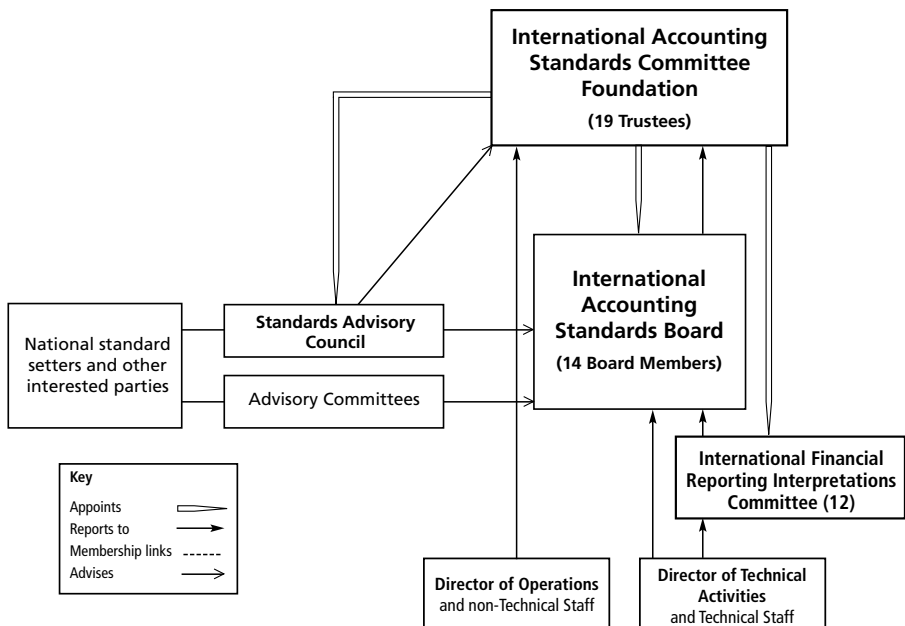 International Accounting
Standards Committee
Foundation
(19 Trustees)
International
Accounting
Standards Board
(14 Board Members)
National standard
setters and other
interested parties
Standards Advisory
Council
Advisory Committees
International Financial
Reporting Interpretations
Committee (12)
Key
Appoints
Reports to
Membership links
Advises
Director of Operations
and non-Technical Staff
Director of Technical
Activities
and Technical Staff